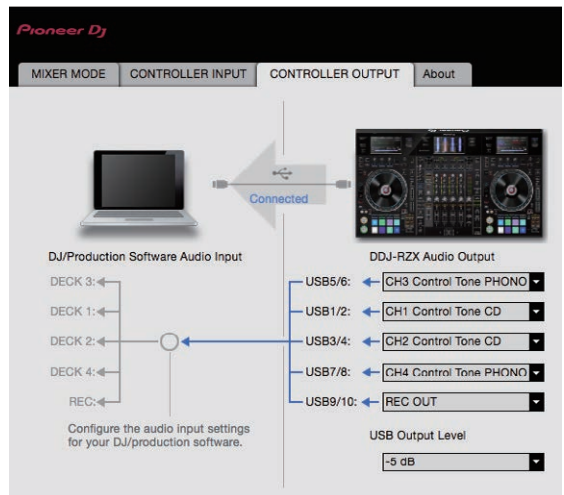 Pioneer Dj
MIXER MODE
CONTROLLER INPUT
CONTROLLER OUTPUT
About
Connected
DJ/Production Software Audio Input
DDJ-RZX Audio Output
DECK 3:
USB5/6:
CH3 Control Tone PHONO
DECK 1:
USB1/2:
CH1 Control Tone CD
DECK 2:
USB3/4:
CH2 Control Tone CD
DECK 4:
USB7/8:
CH4 Control Tone PHONO
REC:
USB9/10:
REC OUT
Configure the audio input settings
for your DJ/production software.
USB Output Level
-5 dB